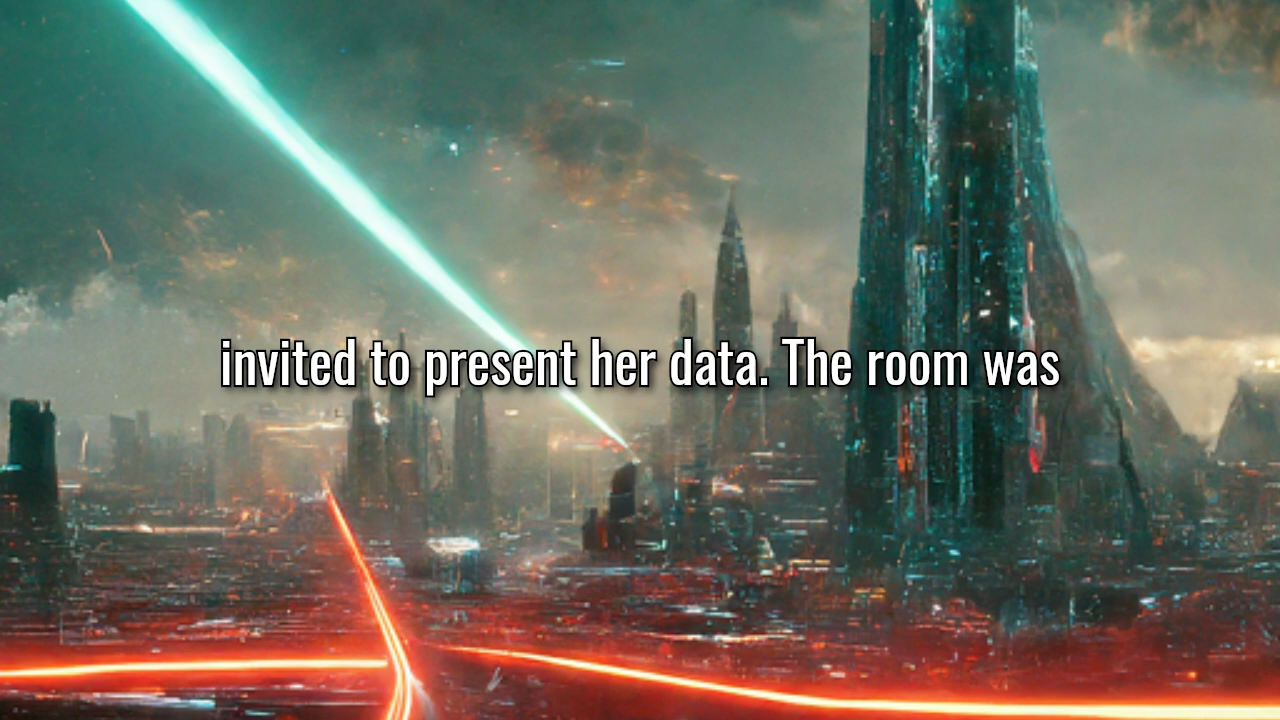 invited to present her data. The room was